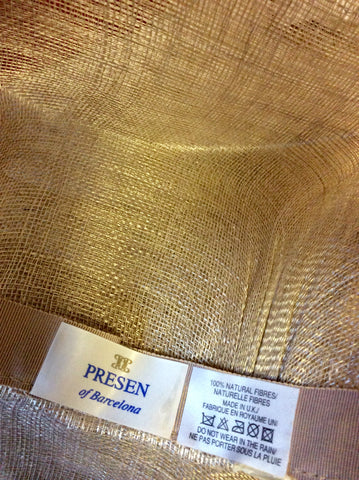 PRESEN
of Barcelona
100% NATURAL FIBRES/
NATURELLE FIBRES
MADE IN U.K./
FABRIQUE EN ROYAUME UNI
DO NOT WEAR IN THE RAIN/
NE PAS PORTER SOUS LA PLUIE